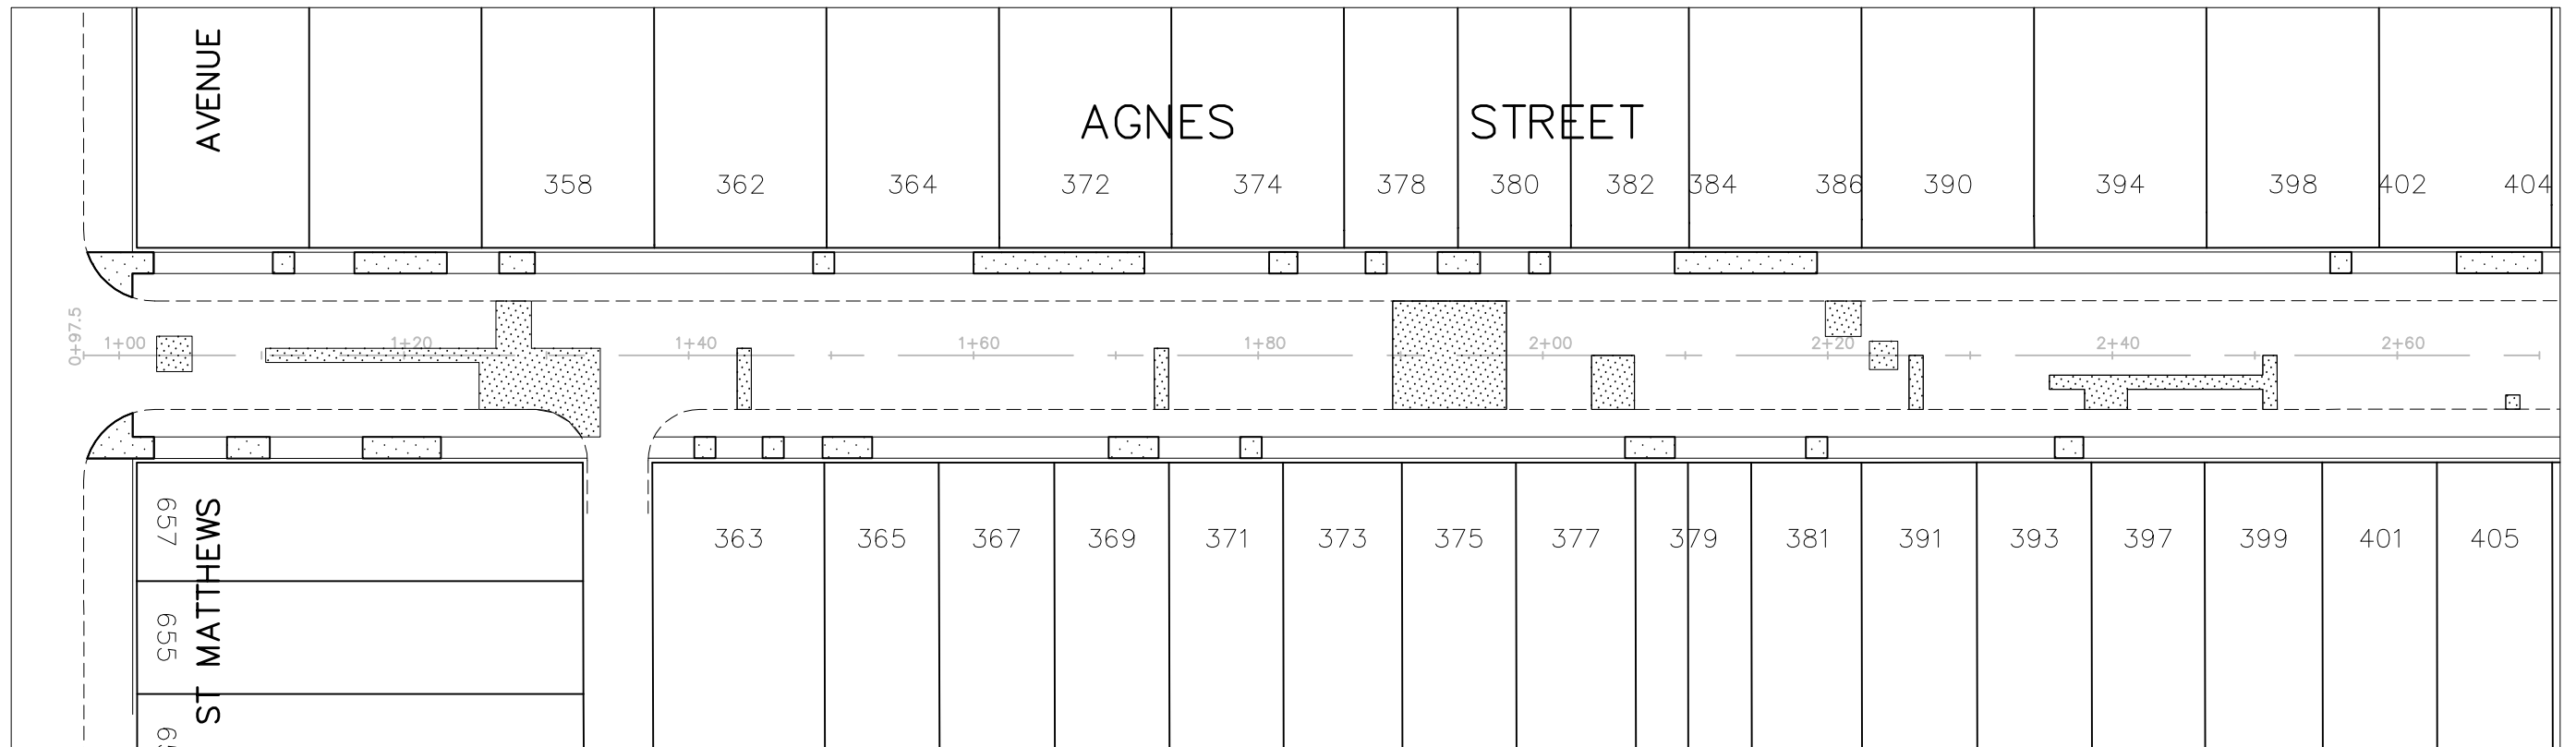 AVENUE
AGNES STREET
358 362 364 372 374 378 380 382 384 386 390 394 398 402 404
0+97.5 1+00 1+20 1+40 1+60 1+80 2+00 2+20 2+40 2+60
657
655
ST MATTHEWS
363 365 367 369 371 373 375 377 379 381 391 393 397 399 401 405